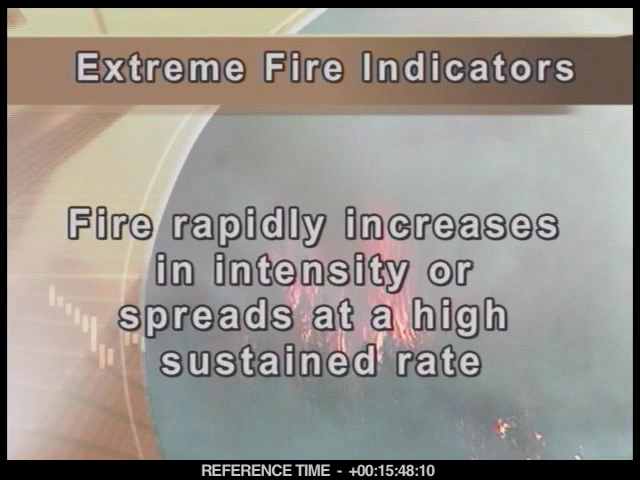 Extreme Fire Indicators
Fire rapidly increases
in intensity or
spreads at a high
sustained rate
REFERENCE TIME - +00:15:48:10